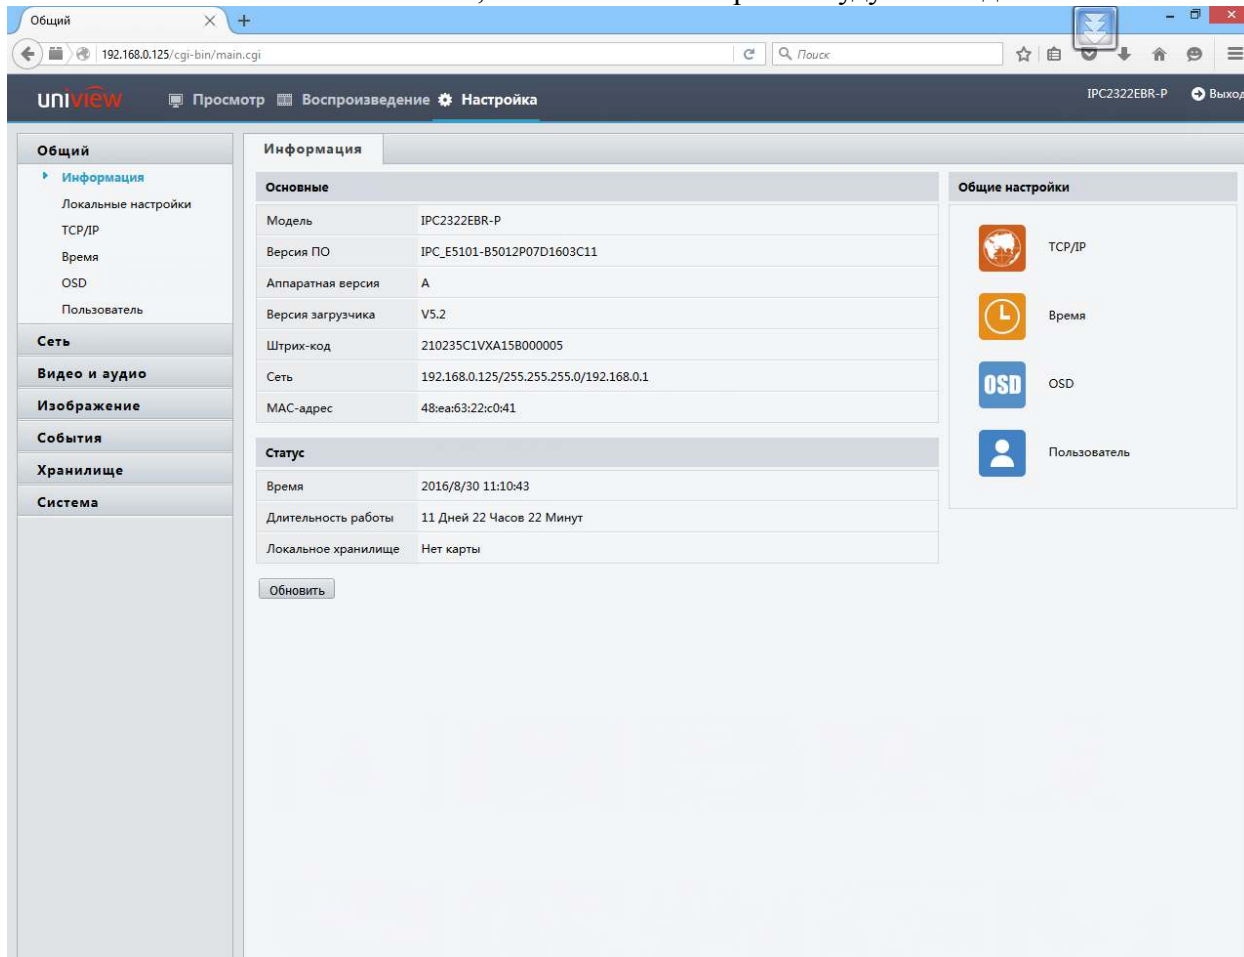 Общий
192.168.0.125/cgi-bin/main.cgi
Поиск
uniview Просмотр Воспроизведение Настройка IPC2322EBR-P Выход
Общий
Информация
Локальные настройки
TCP/IP
Время
OSD
Пользователь
Сеть
Видео и аудио
Изображение
События
Хранилище
Система
Информация
Основные
Модель IPC2322EBR-P
Версия ПО IPC_E5101-B5012P07D1603C11
Аппаратная версия A
Версия загрузчика V5.2
Штрих-код 210235C1VXA15B000005
Сеть 192.168.0.125/255.255.255.0/192.168.0.1
MAC-адрес 48:ea:63:22:c0:41
Статус
Время 2016/8/30 11:10:43
Длительность работы 11 Дней 22 Часов 22 Минут
Локальное хранилище Нет карты
Обновить
Общие настройки
TCP/IP
Время
OSD OSD
Пользователь